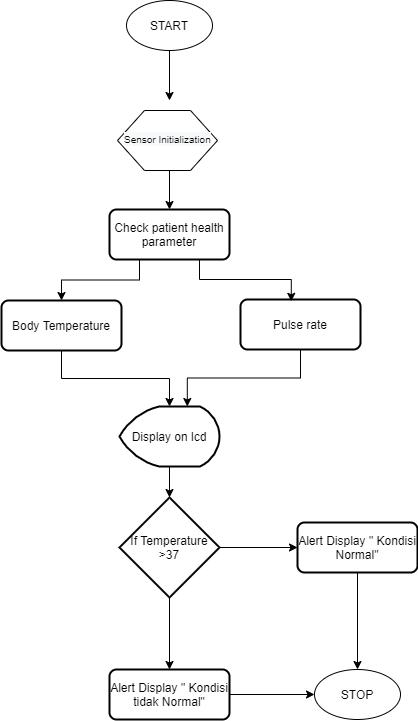 START
Sensor Initialization
Check patient health
parameter
Body Temperature
Pulse rate
Display on lcd
If Temperature
>37
Alert Display " Kondisi
Normal"
Alert Display " Kondisi
tidak Normal"
STOP